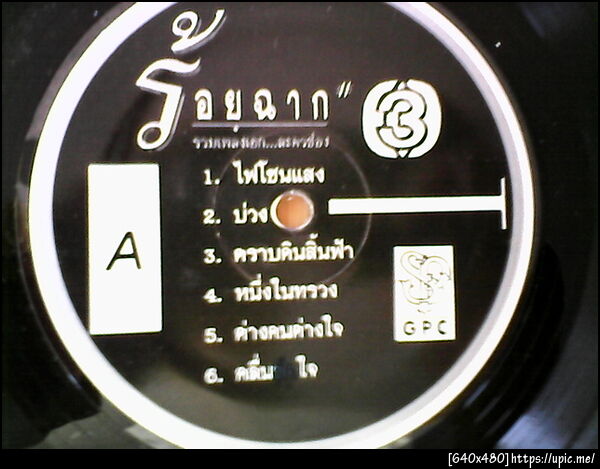 ร้อยฉาก"
รวมเพลงเอก...ละครช่อง
3
1. ไฟโชนแสง
2. บ่วง
3. คราบดินสิ้นฟ้า
4. หนึ่งในทรวง
5. ต่างคนต่างใจ
6. คลื่น ใจ
A
GPC
[640x480]https://upic.me/